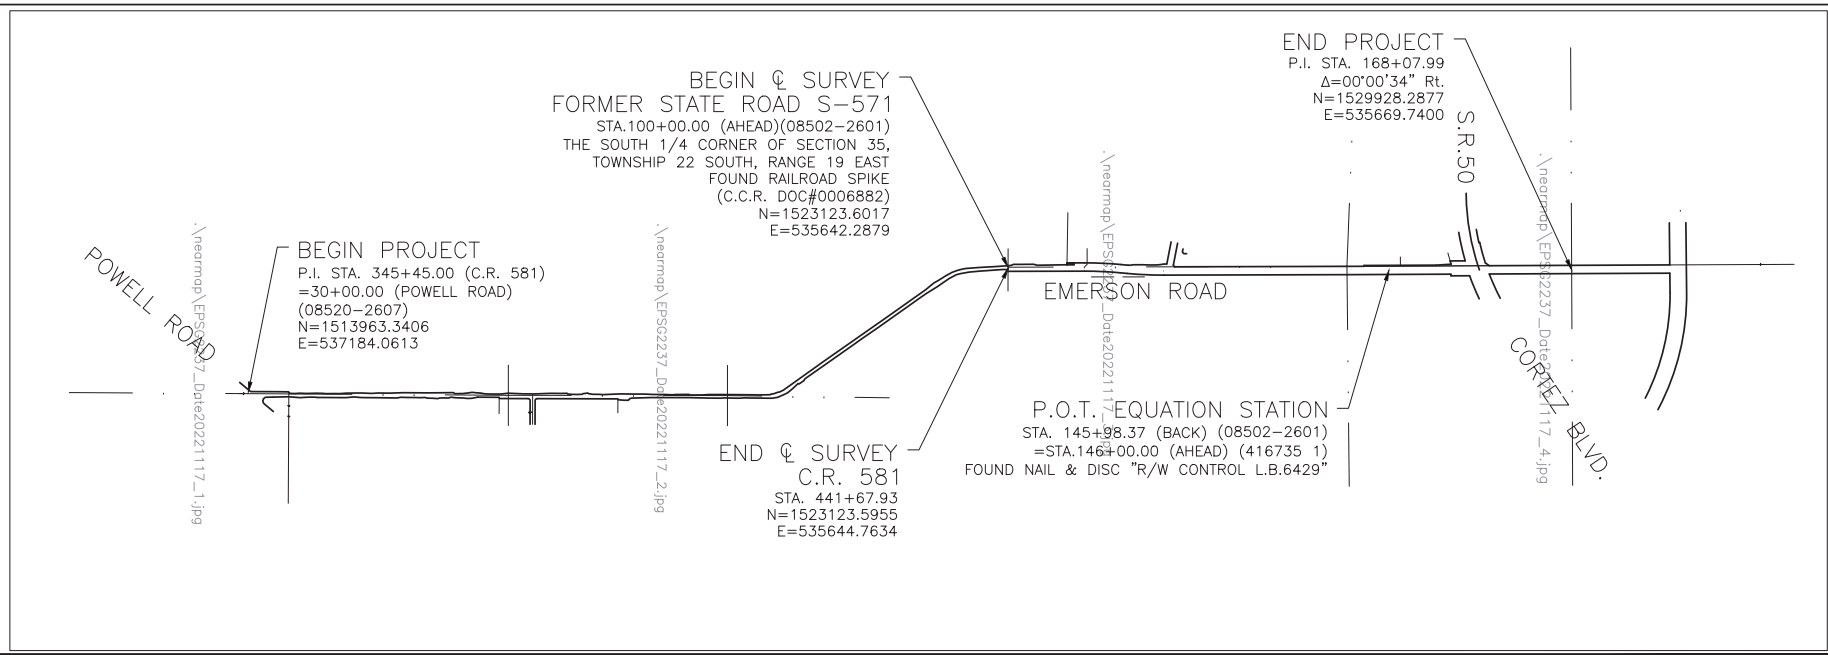 END PROJECT
P.I. STA. 168+07.99
Δ=00°00'34" Rt.
N=1529928.2877
E=535669.7400
BEGIN ℄ SURVEY
FORMER STATE ROAD S-571
STA.100+00.00 (AHEAD)(08502-2601)
THE SOUTH 1/4 CORNER OF SECTION 35,
TOWNSHIP 22 SOUTH, RANGE 19 EAST
FOUND RAILROAD SPIKE
(C.C.R. DOC#0006882)
N=1523123.6017
E=535642.2879
S.R.50
BEGIN PROJECT
P.I. STA. 345+45.00 (C.R. 581)
=30+00.00 (POWELL ROAD)
(08520-2607)
N=1513963.3406
E=537184.0613
POWELL ROAD
EMERSON ROAD
CORTEZ BLVD.
P.O.T. EQUATION STATION
STA. 145+98.37 (BACK) (08502-2601)
=STA.146+00.00 (AHEAD) (416735 1)
FOUND NAIL & DISC "R/W CONTROL L.B.6429"
END ℄ SURVEY
C.R. 581
STA. 441+67.93
N=1523123.5955
E=535644.7634
.\nearmap\EPSG2237_Date20221117_1.jpg
.\nearmap\EPSG2237_Date20221117_2.jpg
.\nearmap\EPSG2237_Date20221117_3.jpg
.\nearmap\EPSG2237_Date20221117_4.jpg